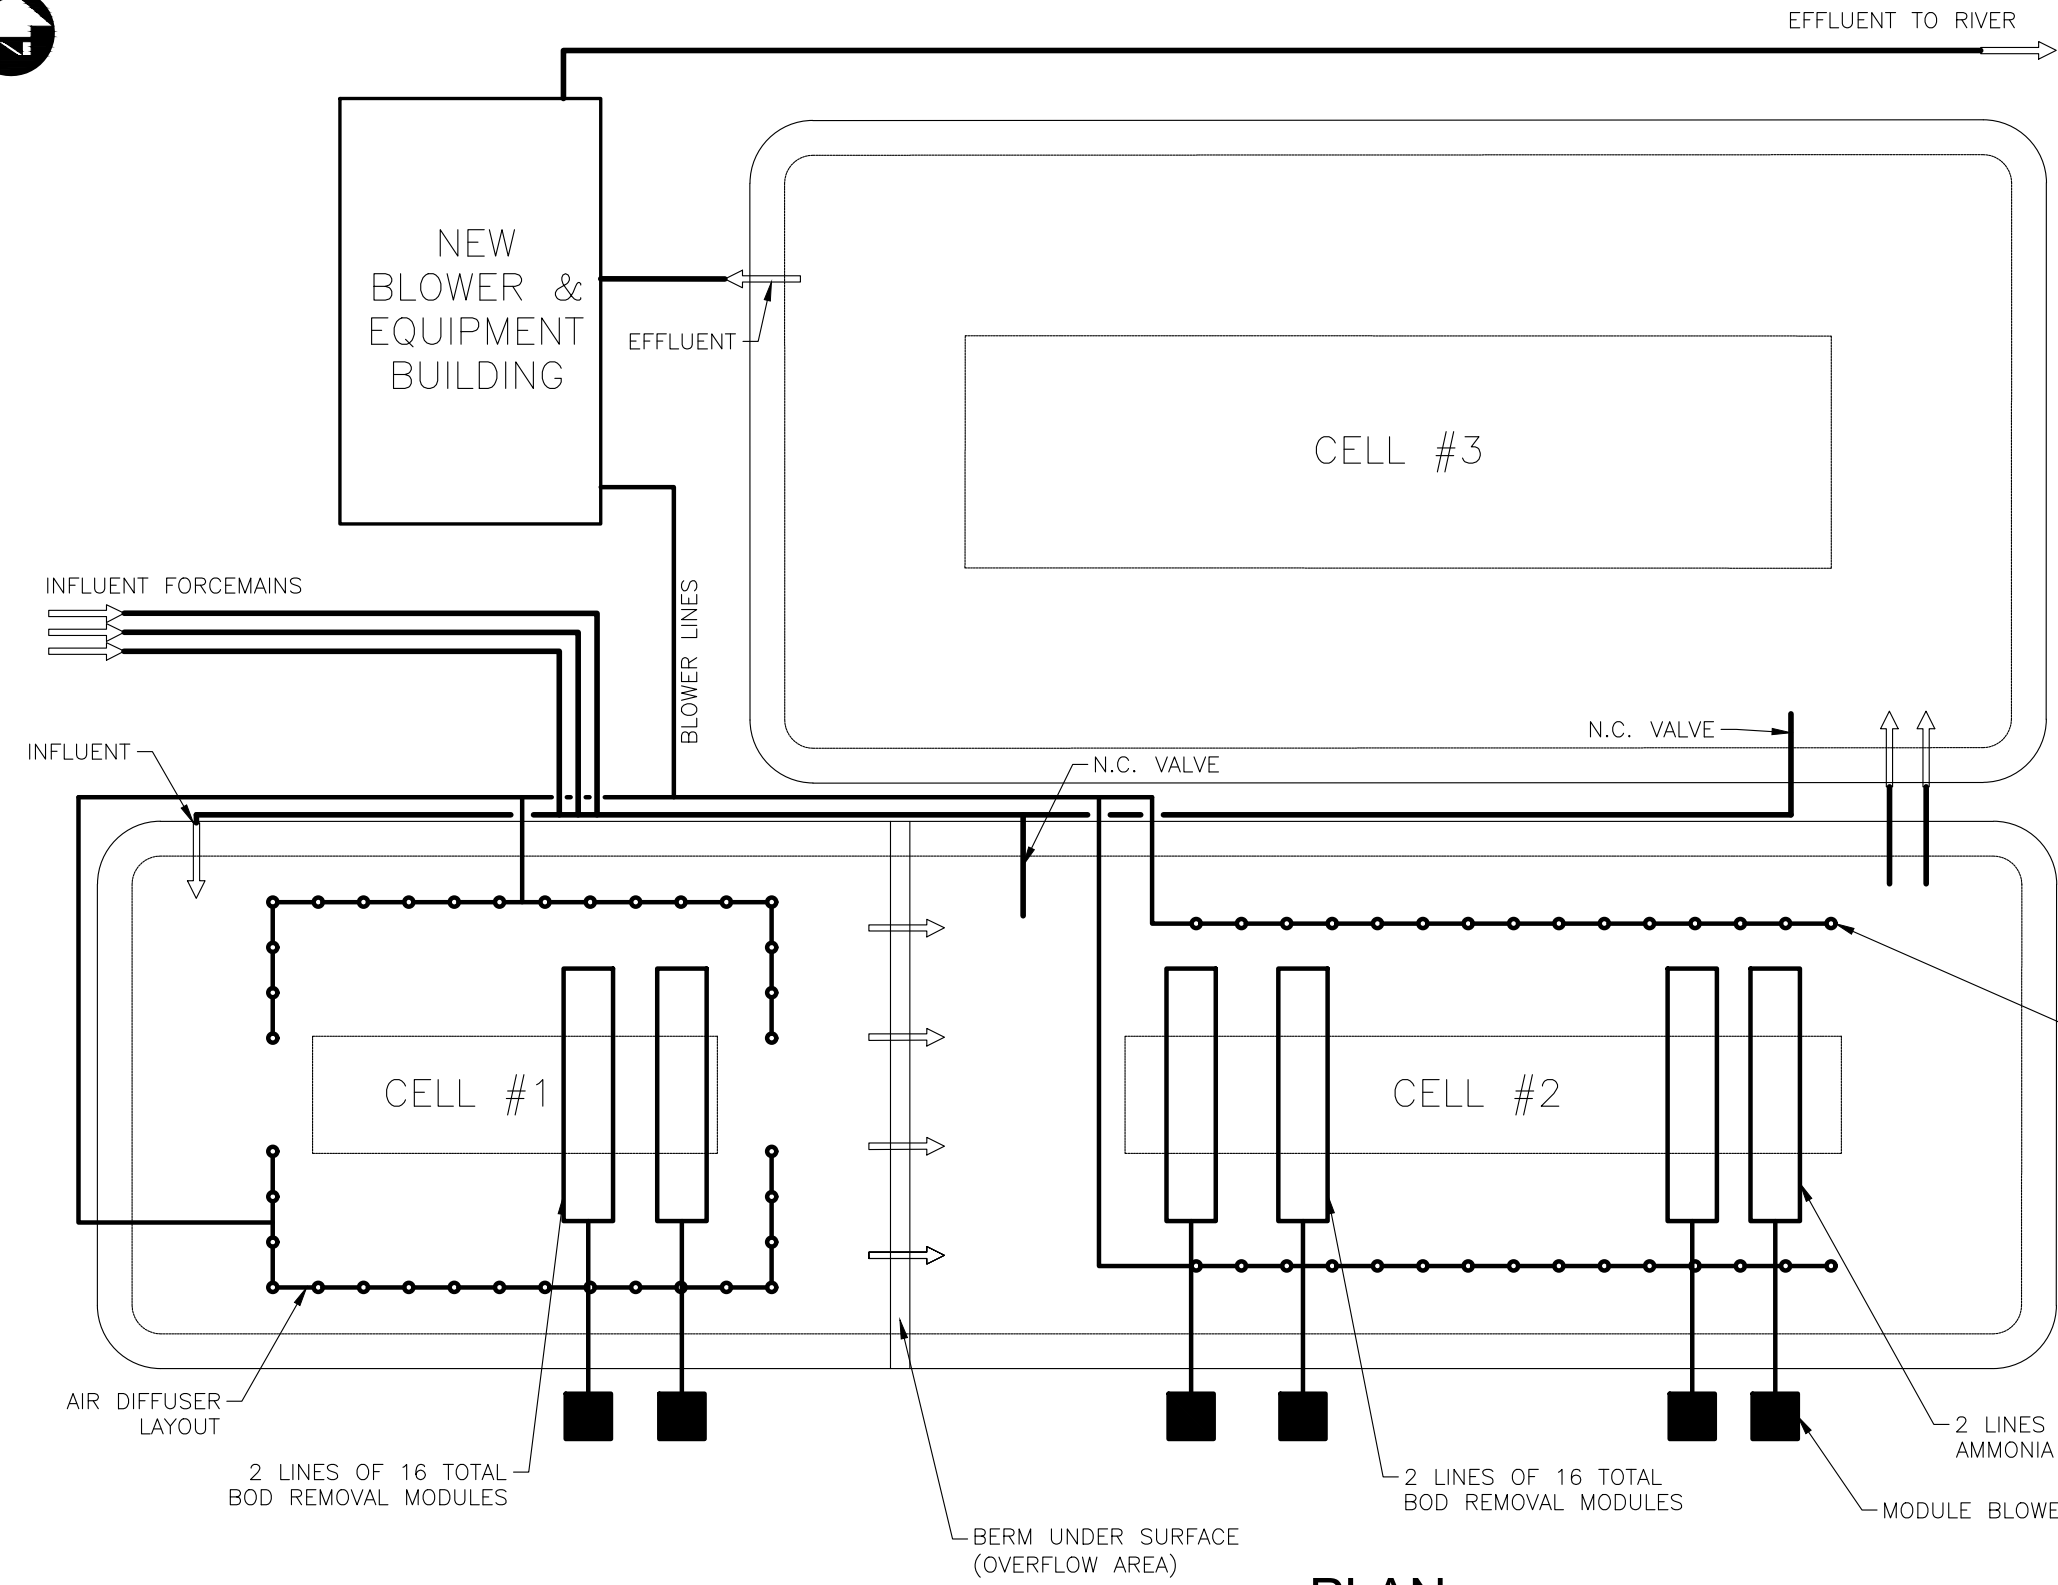 EFFLUENT TO RIVER
NEW
BLOWER &
EQUIPMENT
BUILDING
EFFLUENT
CELL #3
INFLUENT FORCEMAINS
BLOWER LINES
N.C. VALVE
INFLUENT
N.C. VALVE
CELL #1
CELL #2
AIR DIFFUSER
LAYOUT
2 LINES
AMMONIA
2 LINES OF 16 TOTAL
BOD REMOVAL MODULES
2 LINES OF 16 TOTAL
BOD REMOVAL MODULES
MODULE
BERM UNDER SURFACE
(OVERFLOW AREA)
PLAN